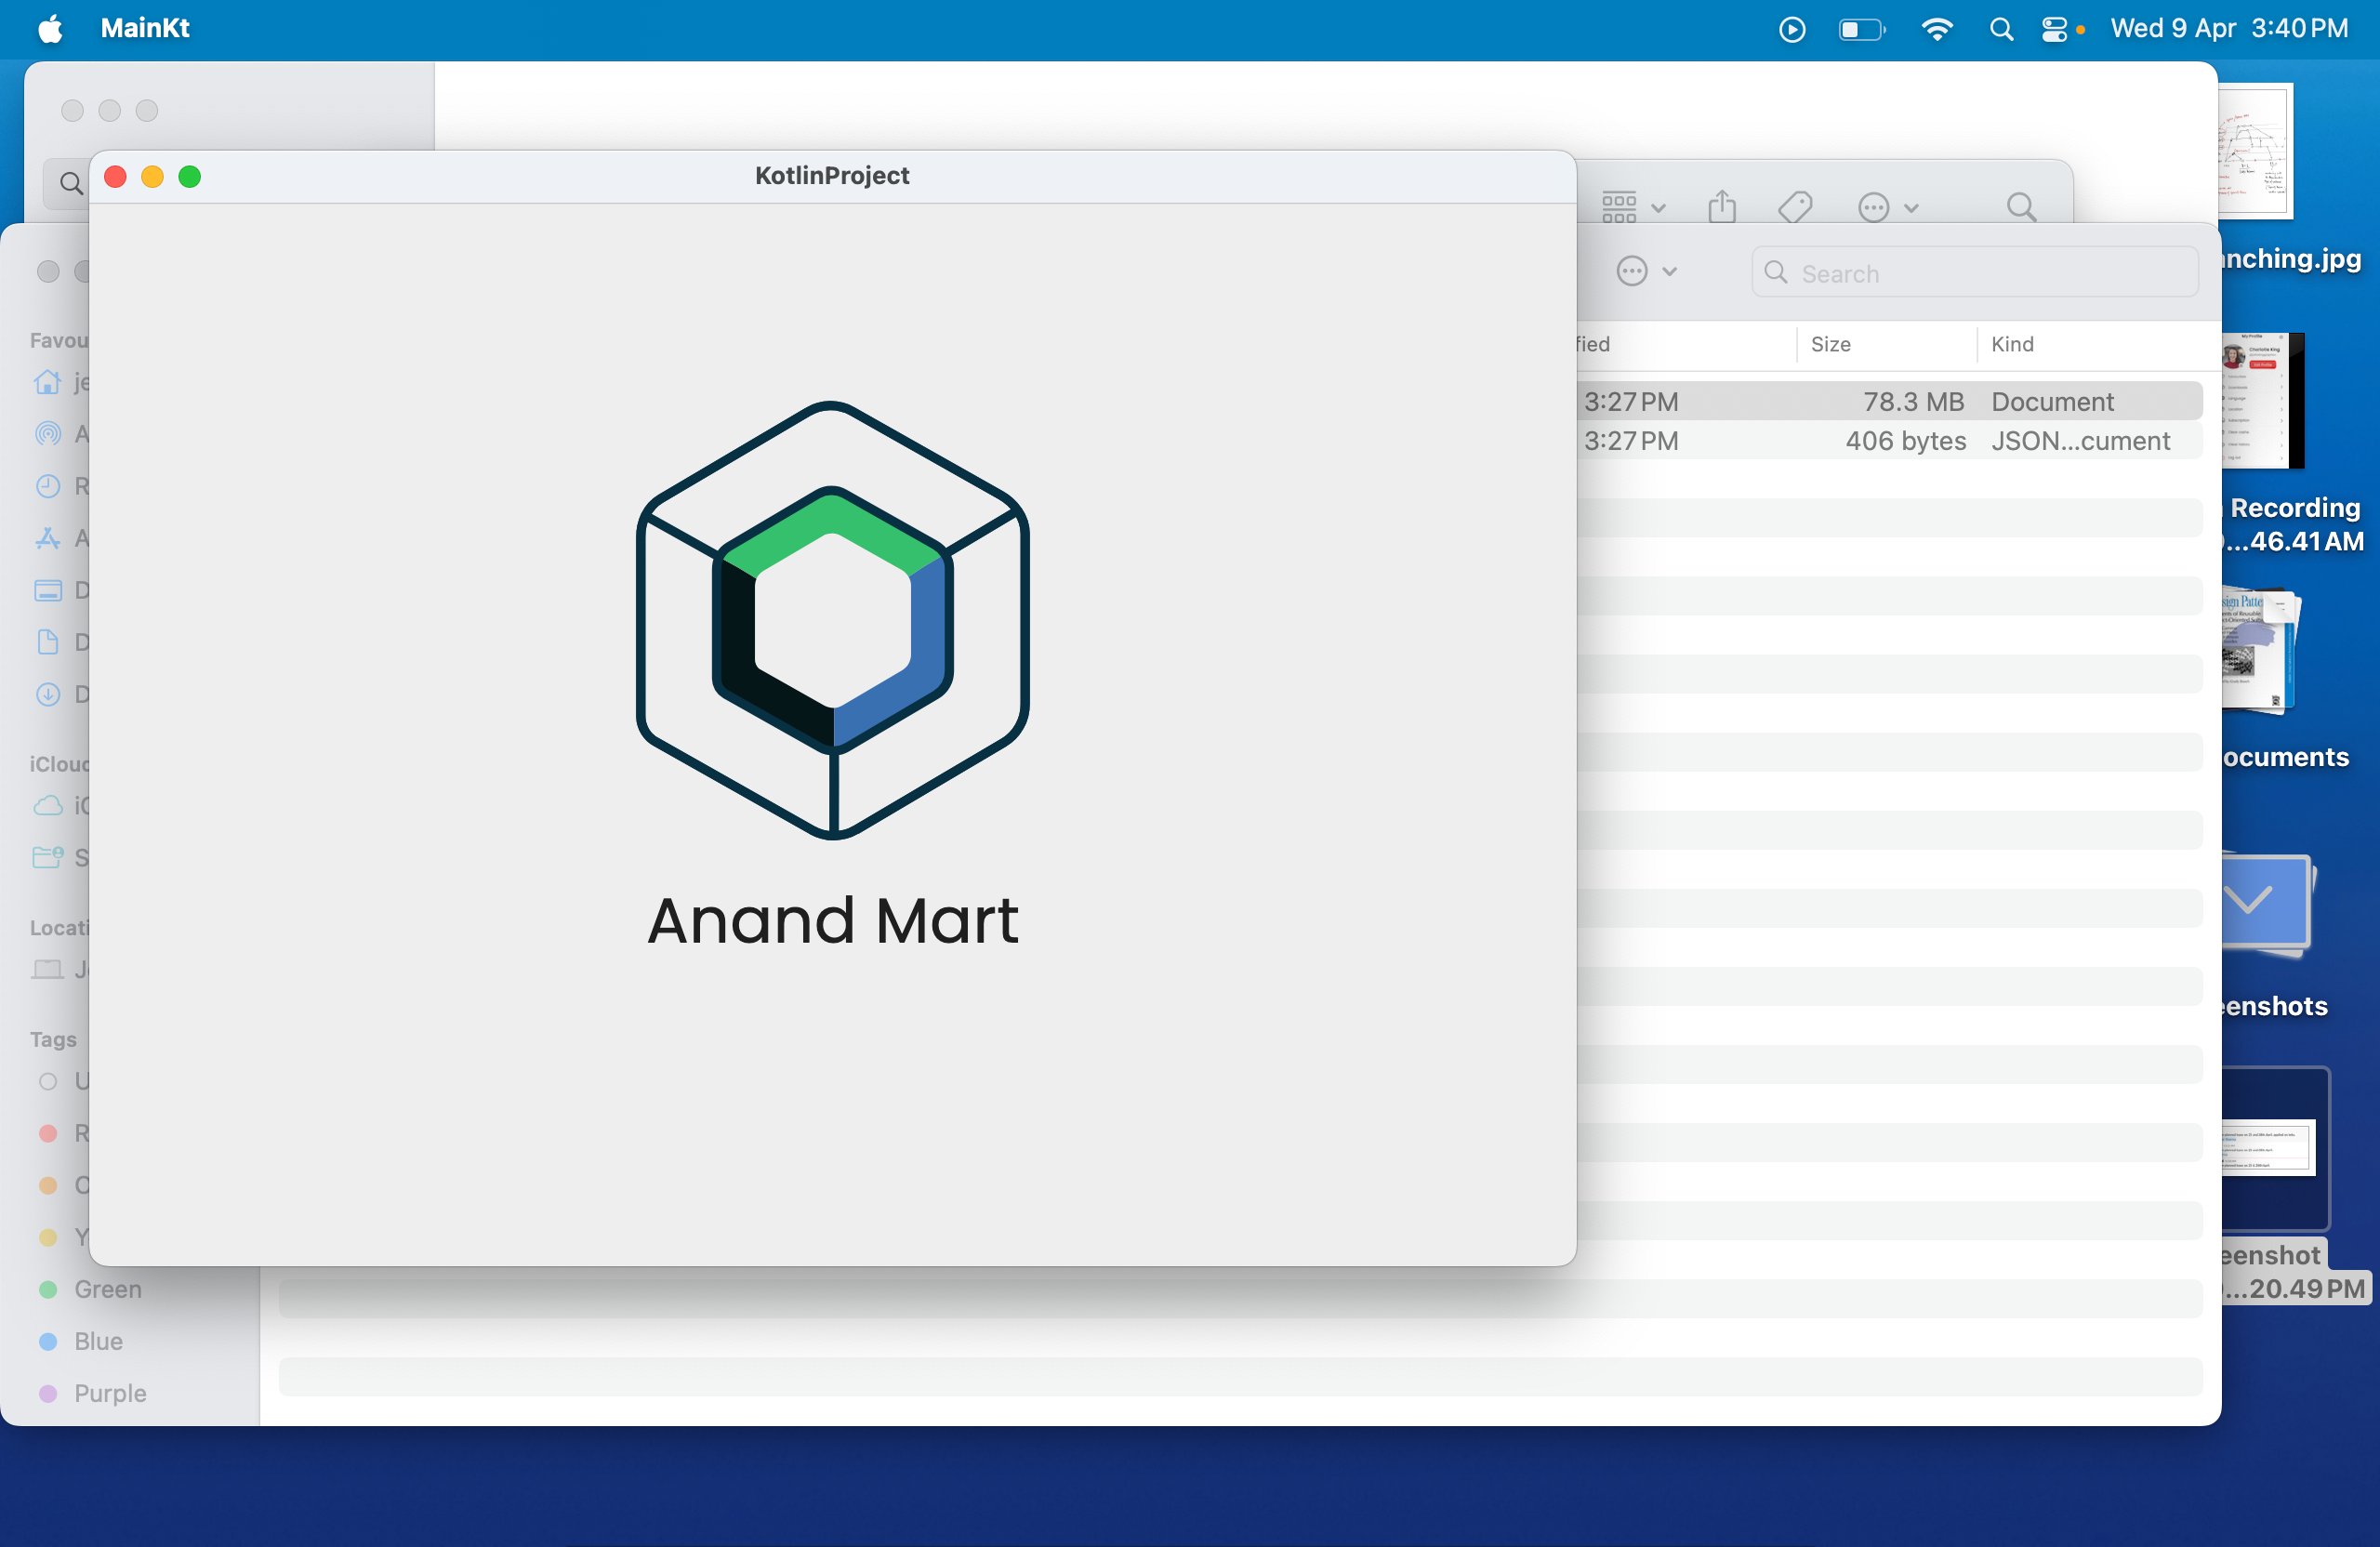 MainKt
Wed 9 Apr 3:40 PM
KotlinProject
Search
fied
Size
Kind
3:27 PM
78.3 MB
Document
3:27 PM
406 bytes
JSON...cument
Anand Mart
Favou
je
A
R
A
D
D
D
iCloud
iC
S
Locati
J
Tags
U
R
O
Y
Green
Blue
Purple
nching.jpg
Recording
...46.41 AM
ocuments
eenshots
eenshot
...20.49 PM